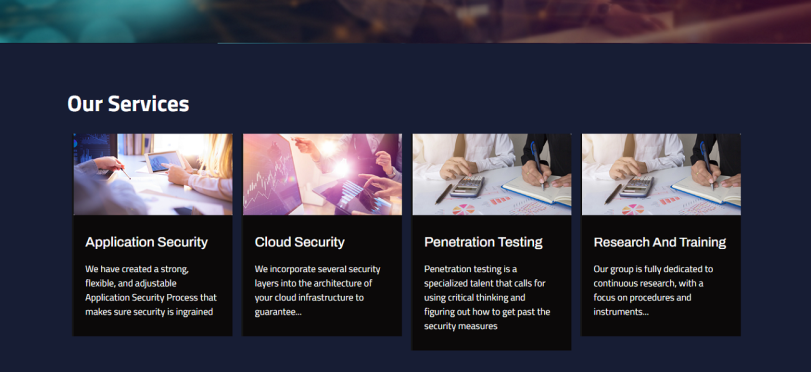 Our Services
Application Security
We have created a strong,
flexible, and adjustable
Application Security Process that
makes sure security is ingrained
Cloud Security
We incorporate several security
layers into the architecture of
your cloud infrastructure to
guarantee...
Penetration Testing
Penetration testing is a
specialized talent that calls for
using critical thinking and
figuring out how to get past the
security measures
Research And Training
Our group is fully dedicated to
continuous research, with a
focus on procedures and
instruments...